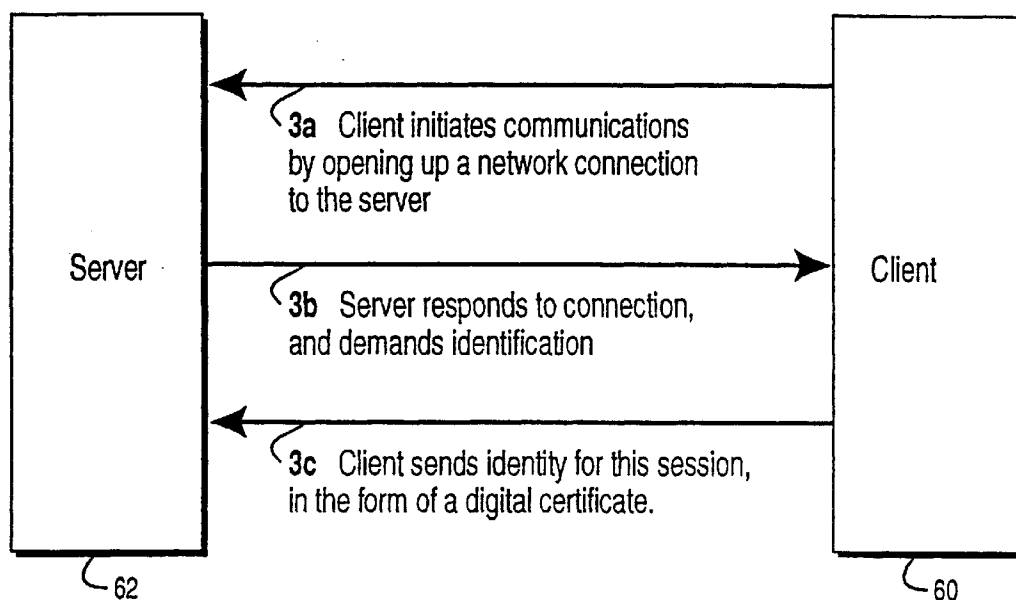 3a Client initiates communications
by opening up a network connection
to the server
Server
Client
3b Server responds to connection,
and demands identification
3c Client sends identity for this session,
in the form of a digital certificate.
62
60